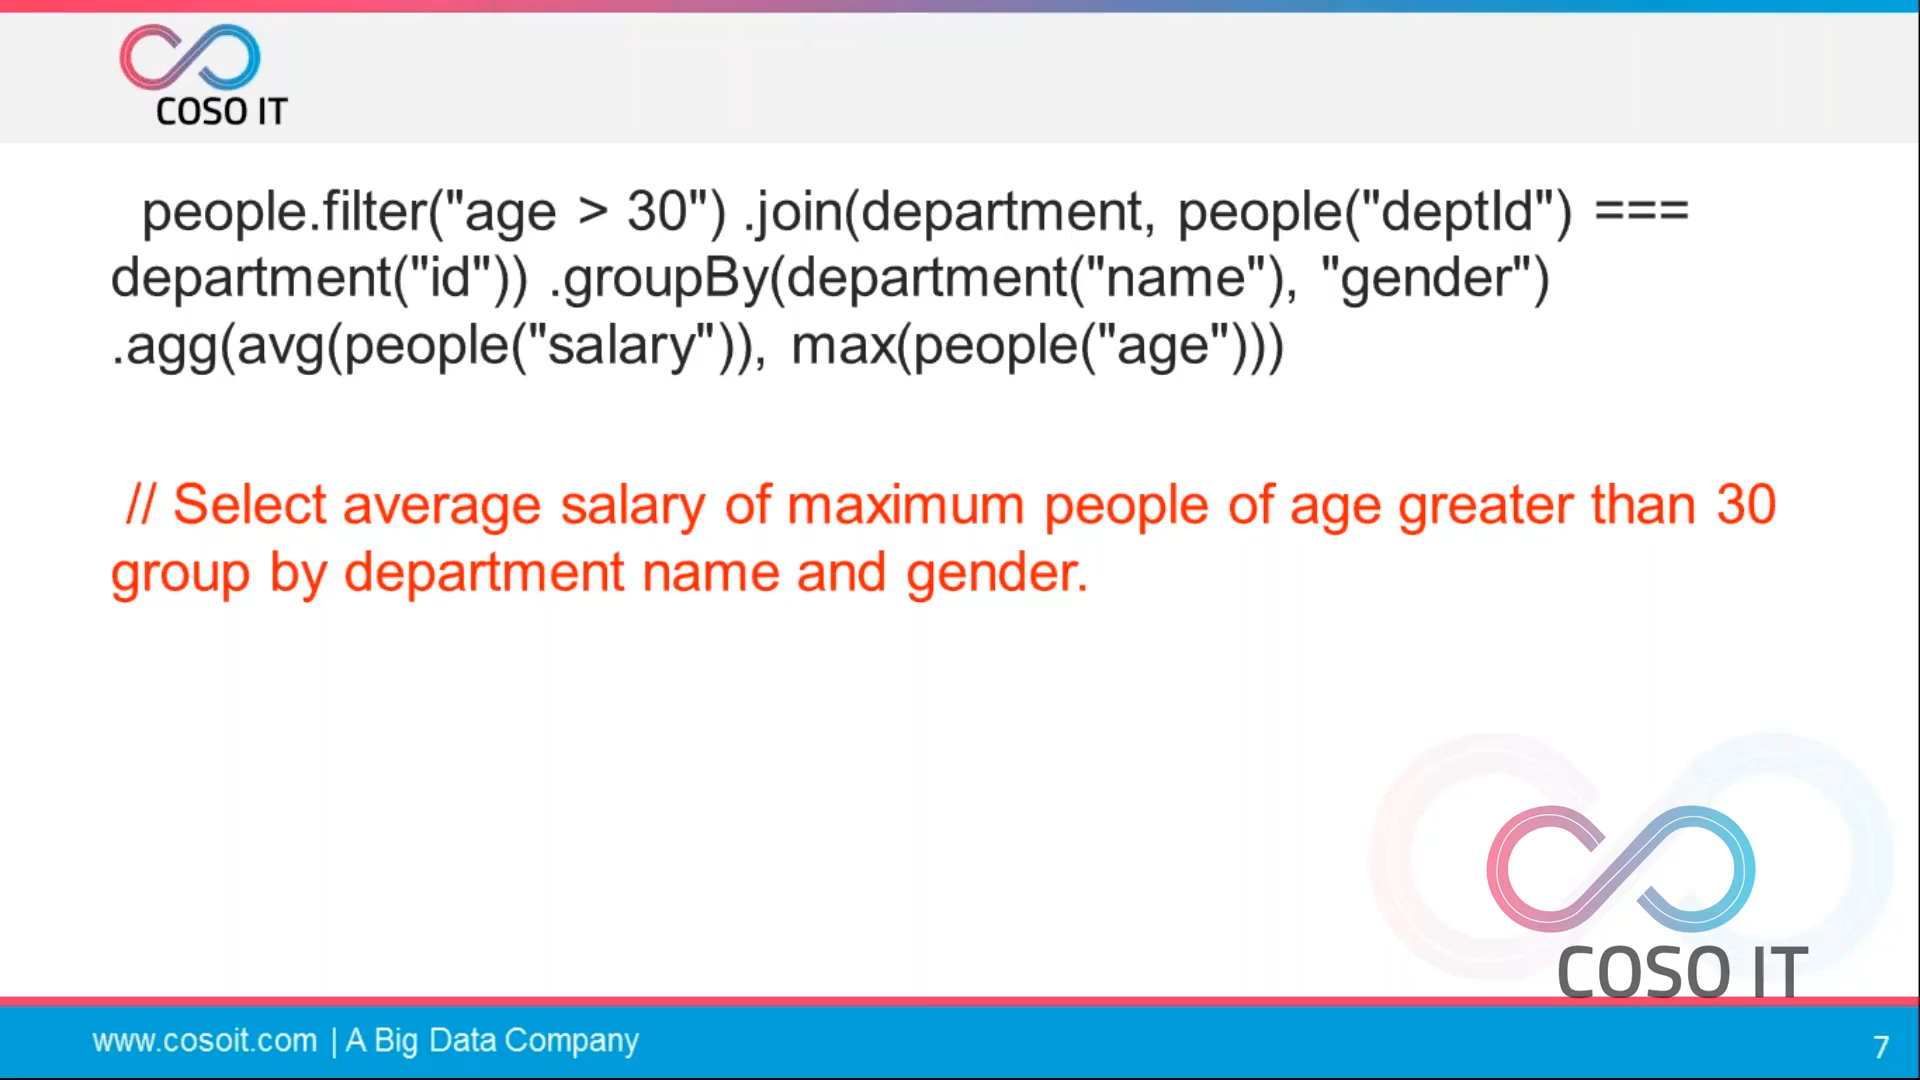 COSO IT
people.filter("age > 30") .join(department, people("deptId") ===
department("id")) .groupBy(department("name"), "gender")
.agg(avg(people("salary")), max(people("age")))
// Select average salary of maximum people of age greater than 30
group by department name and gender.
COSO IT
www.cosoit.com | A Big Data Company
7